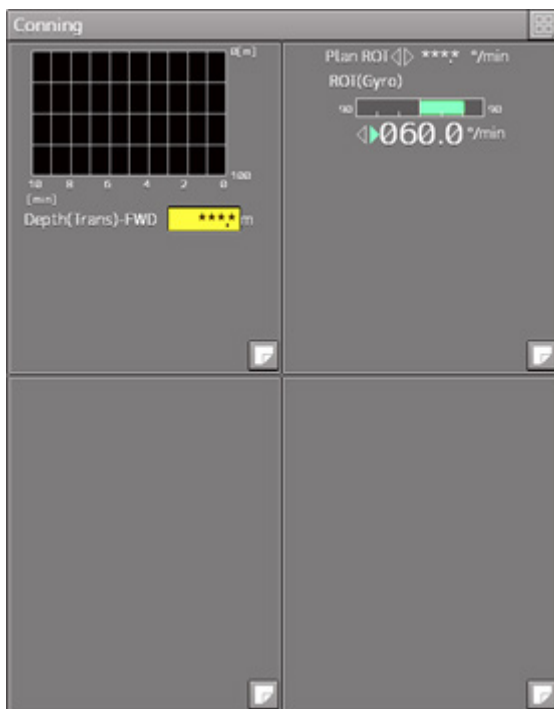 Conning
0[m]
100
10 8 6 4 2 0
[min]
Depth(Trans)-FWD ****.* m
Plan ROT ***.* °/min
ROT(Gyro)
90 90
060.0 °/min